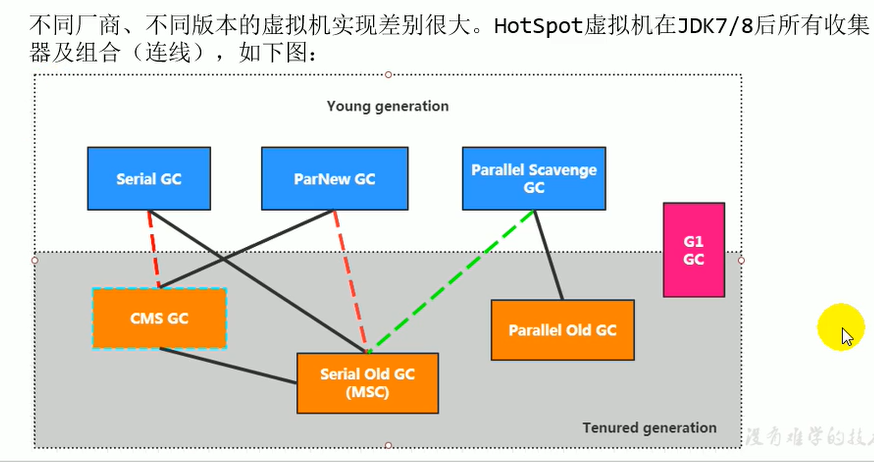 不同厂商、不同版本的虚拟机实现差别很大。HotSpot虚拟机在JDK7/8后所有收集
器及组合（连线），如下图：
Young generation
Serial GC
ParNew GC
Parallel Scavenge
GC
G1
GC
CMS GC
Parallel Old GC
Serial Old GC
(MSC)
Tenured generation
没有难学的技